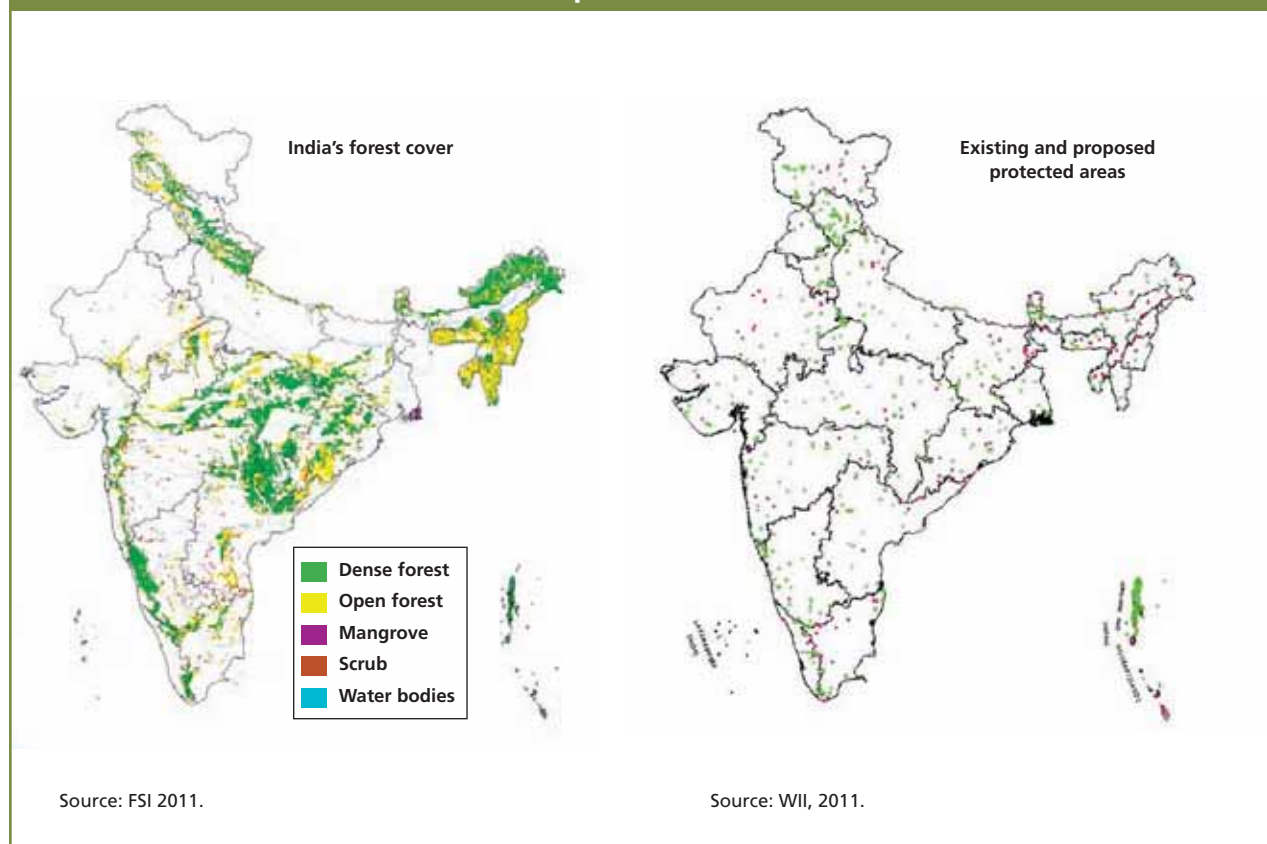 India's forest cover
Existing and proposed
protected areas
Dense forest
Open forest
Mangrove
Scrub
Water bodies
Source: FSI 2011.
Source: WII, 2011.